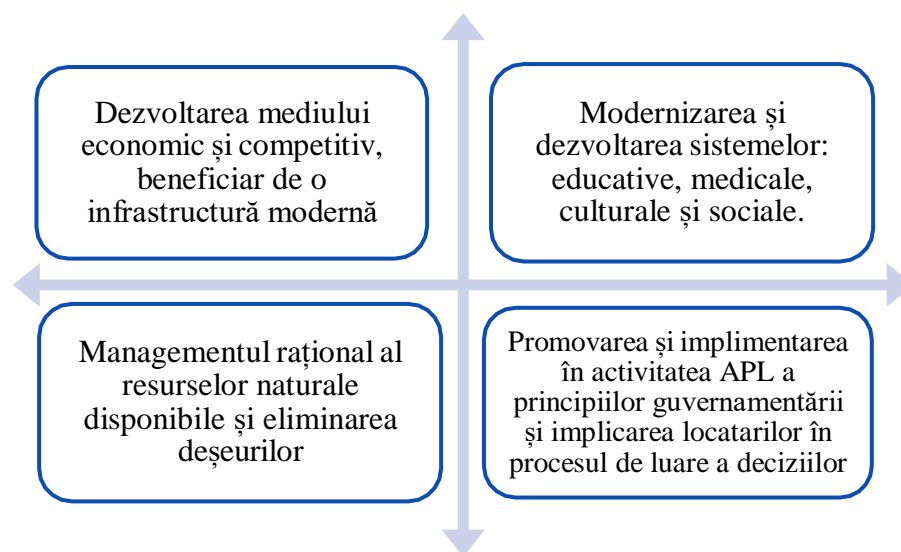 Dezvoltarea mediului
economic și competitiv,
beneficiar de o
infrastructură modernă
Modernizarea și
dezvoltarea sistemelor:
educative, medicale,
culturale și sociale.
Managementul rațional al
resurselor naturale
disponibile și eliminarea
deșeurilor
Promovarea și implimentarea
în activitatea APL a
principiilor guvernamentării
și implicarea locatarilor în
procesul de luare a deciziilor